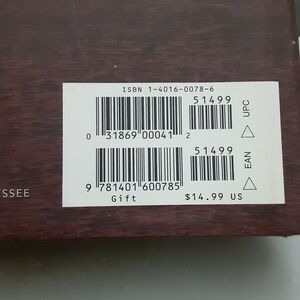 ISBN 1-4016-0078-6
51499
0 31869 00041 2
UPC
51499
EAN
9 781401 600785
Gift $14.99 US
SSEE